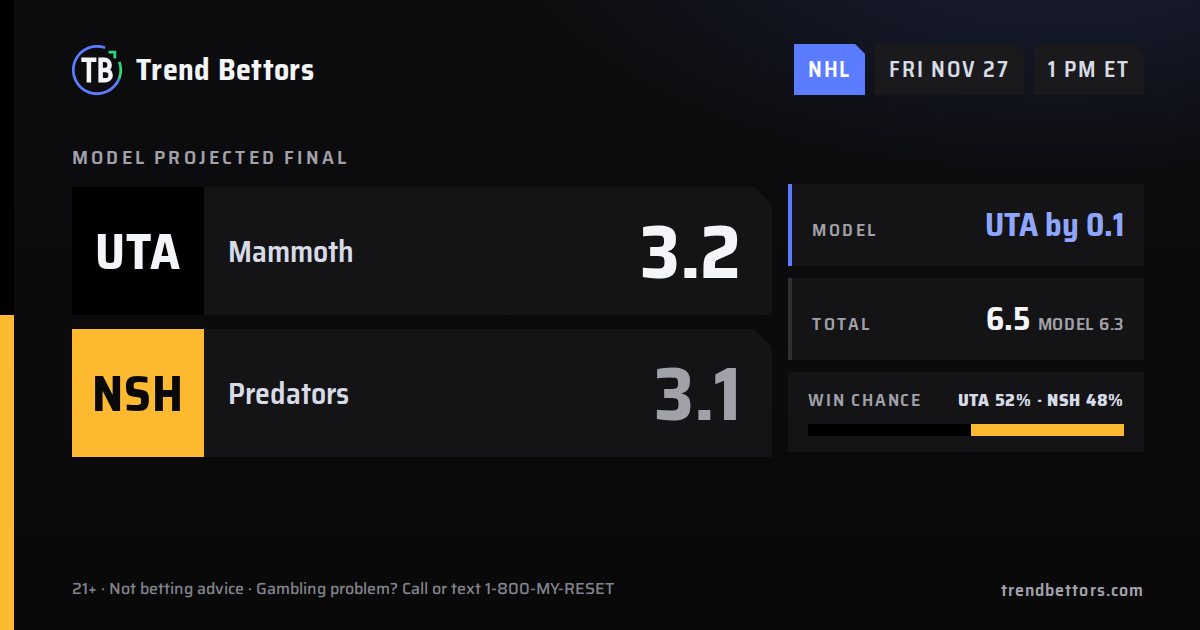 TB Trend Bettors
NHL FRI NOV 27 1 PM ET
MODEL PROJECTED FINAL
UTA Mammoth 3.2
NSH Predators 3.1
MODEL UTA by 0.1
TOTAL 6.5 MODEL 6.3
WIN CHANCE UTA 52% · NSH 48%
21+ · Not betting advice · Gambling problem? Call or text 1-800-MY-RESET
trendbettors.com